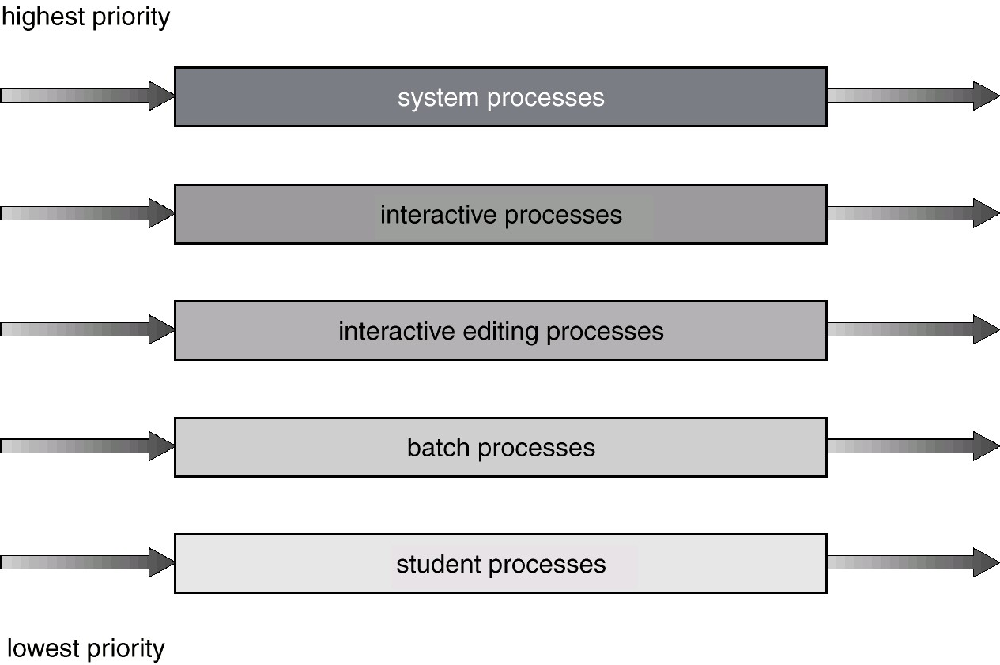 highest priority
system processes
interactive processes
interactive editing processes
batch processes
student processes
lowest priority